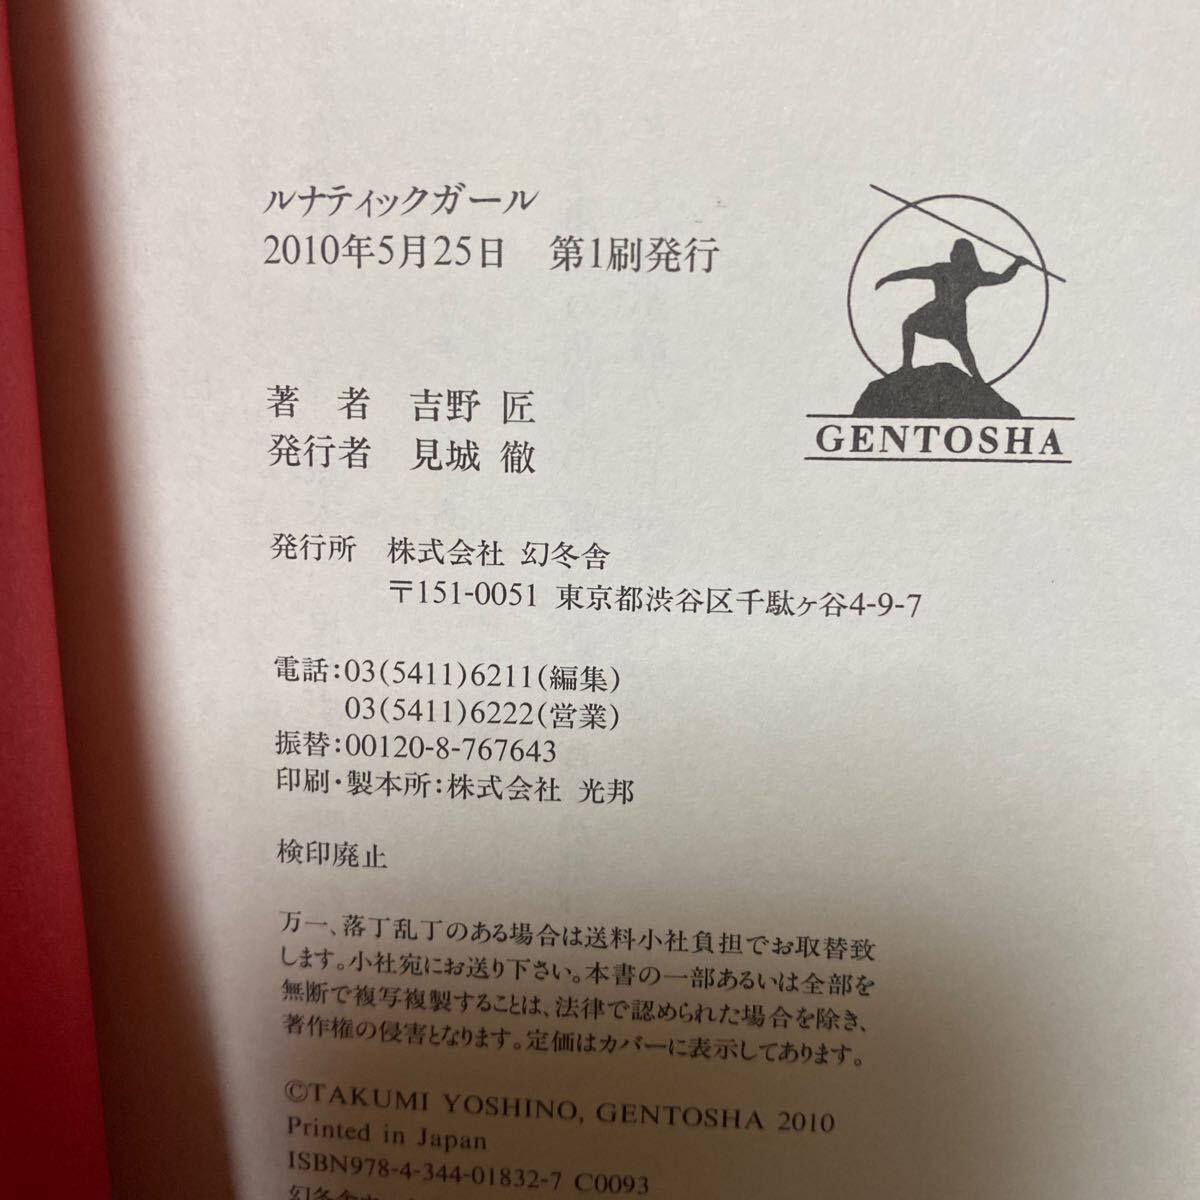 ルナティックガール
2010年5月25日　第1刷発行
GENTOSHA
著　者　吉野 匠
発行者　見城 徹
発行所　株式会社 幻冬舎
〒151-0051 東京都渋谷区千駄ヶ谷4-9-7
電話:03(5411)6211(編集)
03(5411)6222(営業)
振替:00120-8-767643
印刷・製本所:株式会社 光邦
検印廃止
万一、落丁乱丁のある場合は送料小社負担でお取替致
します。小社宛にお送り下さい。本書の一部あるいは全部を
無断で複写複製することは、法律で認められた場合を除き、
著作権の侵害となります。定価はカバーに表示してあります。
©TAKUMI YOSHINO, GENTOSHA 2010
Printed in Japan
ISBN978-4-344-01832-7 C0093
幻冬舎